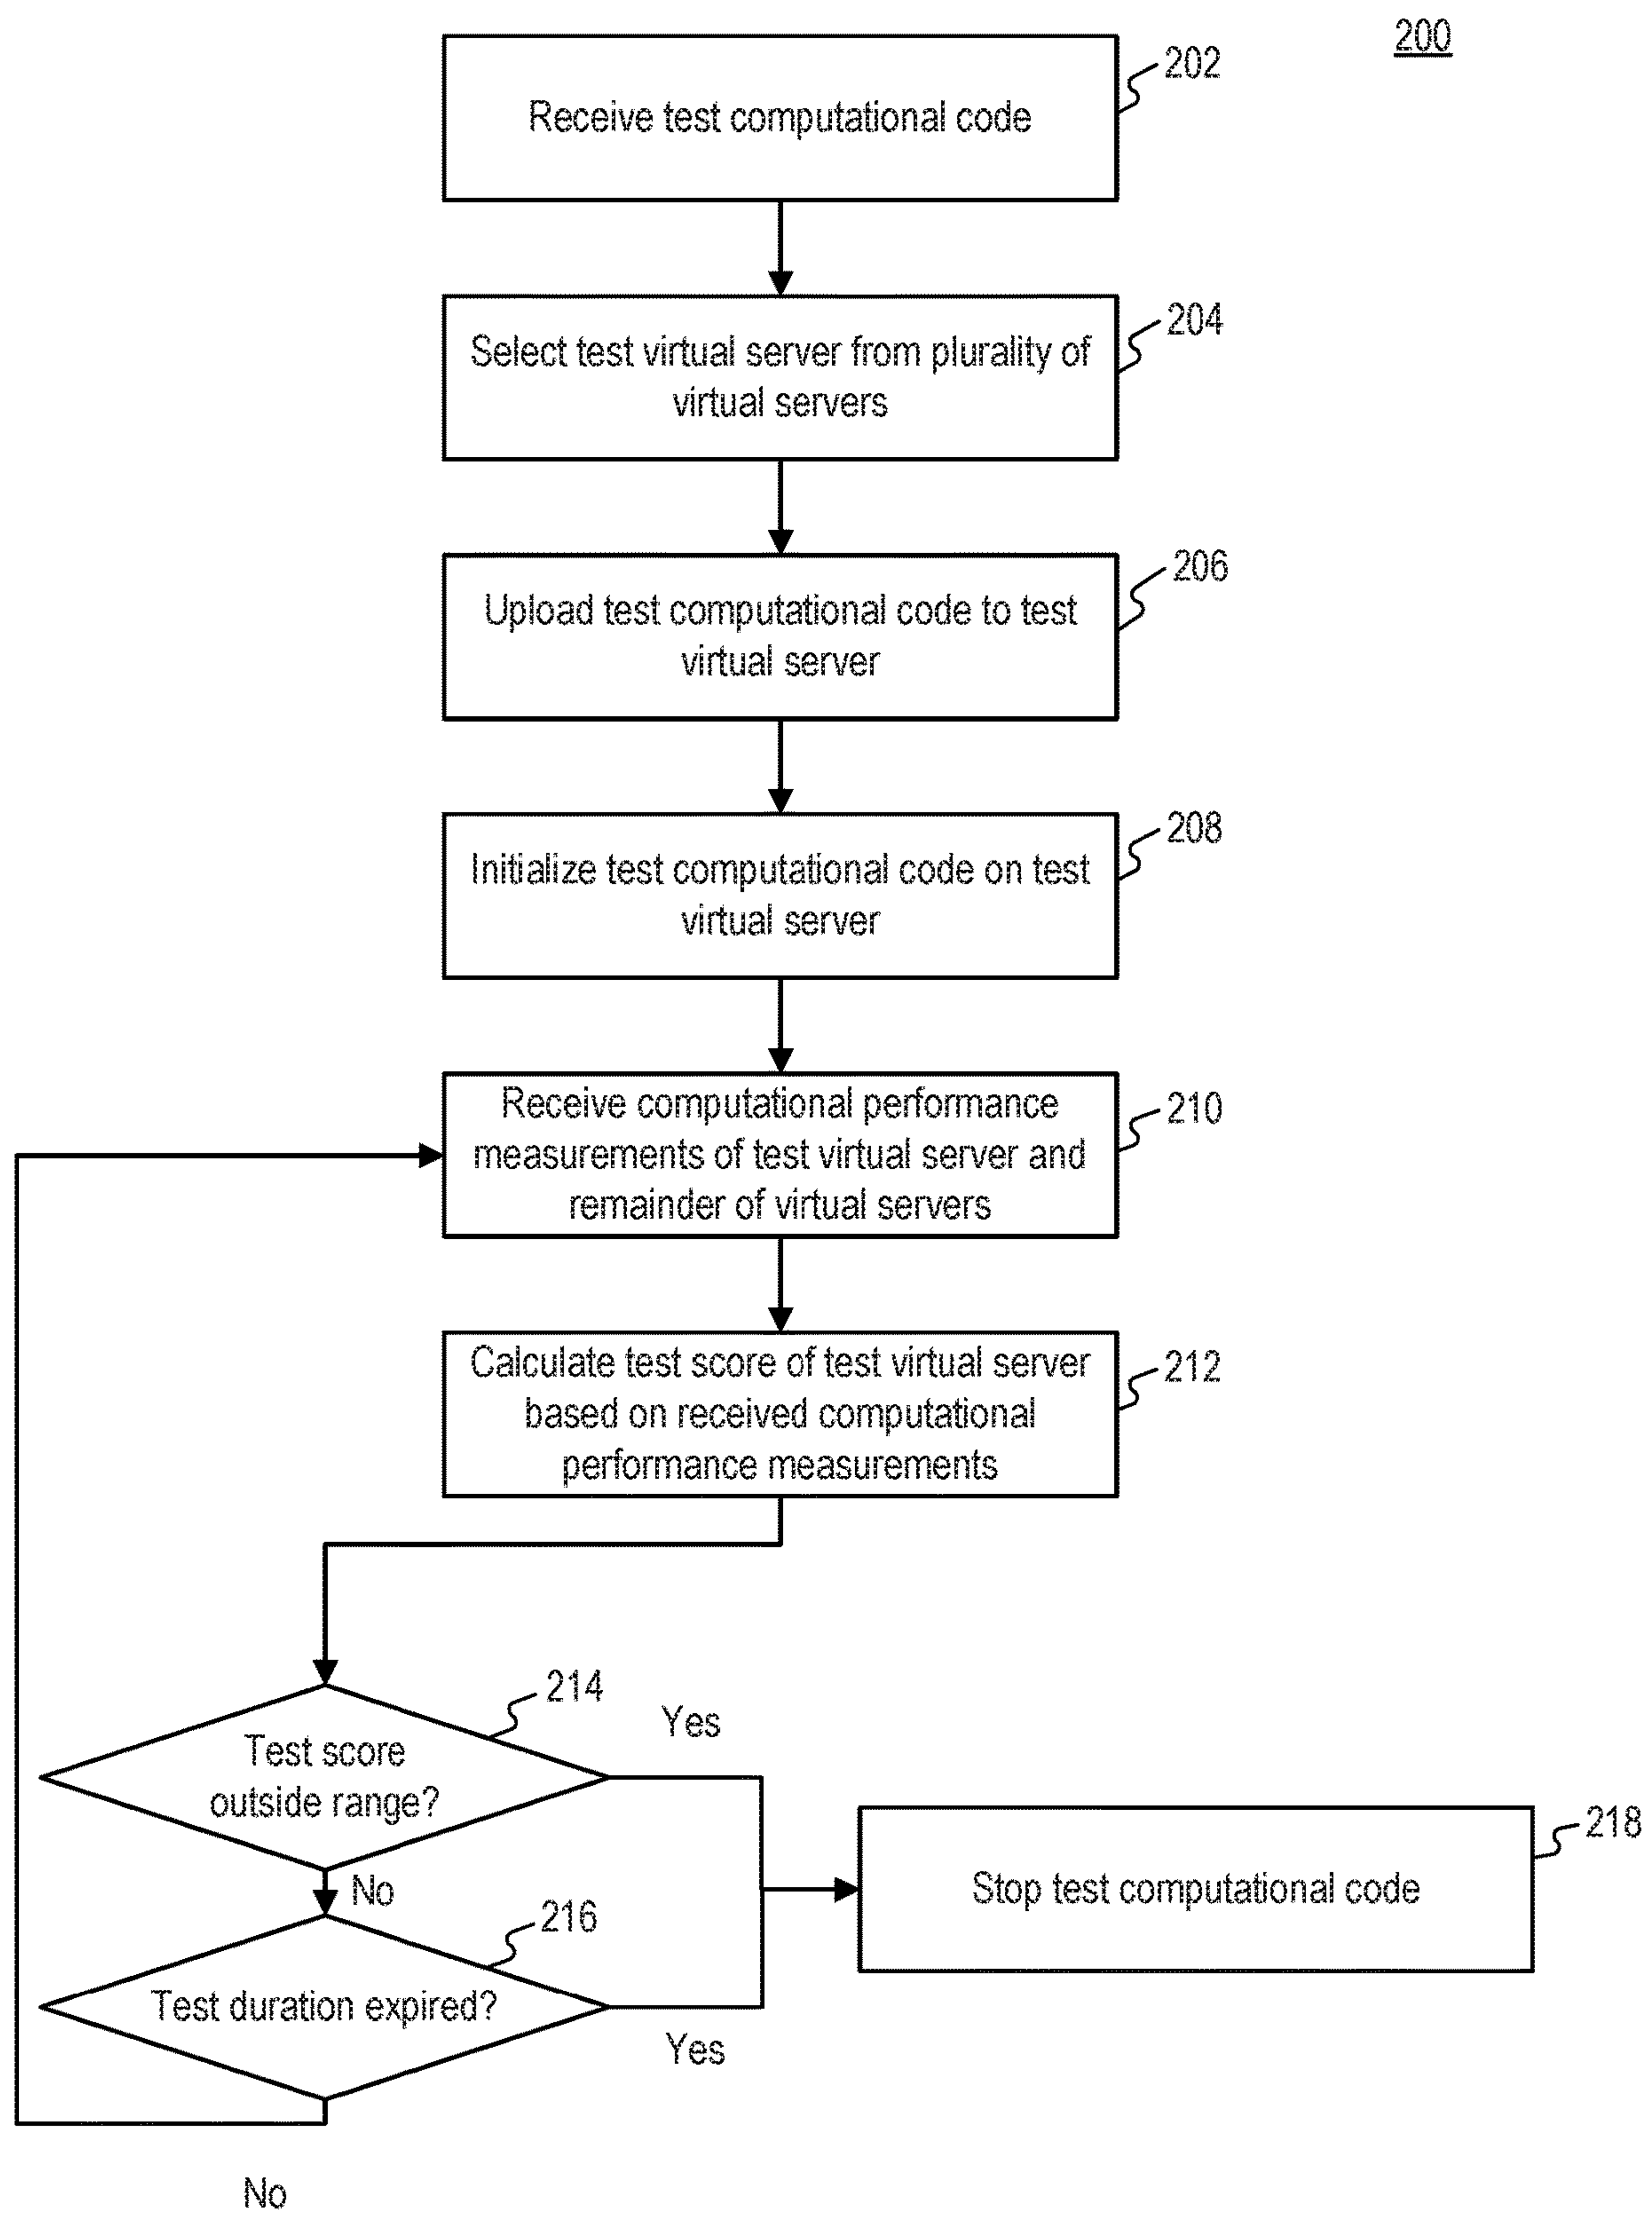 200
202
Receive test computational code
204
Select test virtual server from plurality of
virtual servers
206
Upload test computational code to test
virtual server
208
Initialize test computational code on test
virtual server
210
Receive computational performance
measurements of test virtual server and
remainder of virtual servers
212
Calculate test score of test virtual server
based on received computational
performance measurements
214
Yes
Test score
outside range?
No
216
Test duration expired?
Yes
No
218
Stop test computational code